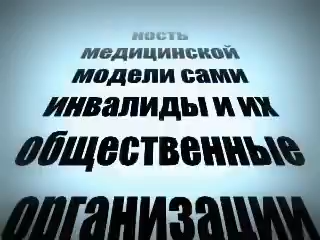 ность
медицинской
модели сами
инвалиды и их
общественные
организации